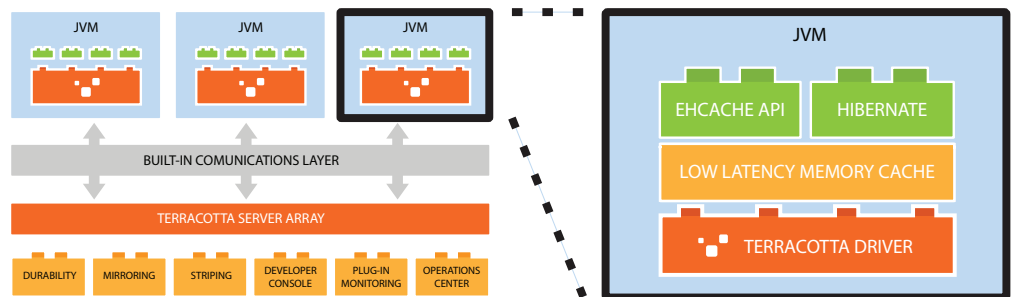 JVM
JVM
JVM
BUILT-IN COMUNICATIONS LAYER
TERRACOTTA SERVER ARRAY
DURABILITY
MIRRORING
STRIPING
DEVELOPER
CONSOLE
PLUG-IN
MONITORING
OPERATIONS
CENTER
JVM
EHCACHE API
HIBERNATE
LOW LATENCY MEMORY CACHE
TERRACOTTA DRIVER